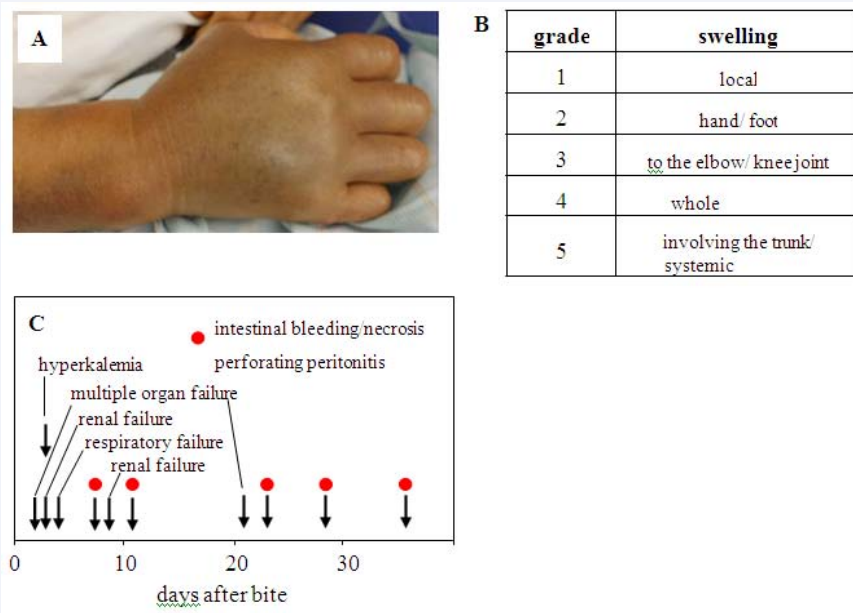 A
B
grade swelling
1 local
2 hand/ foot
3 to the elbow/ knee joint
4 whole
5 involving the trunk/
systemic
C
intestinal bleeding/necrosis
perforating peritonitis
hyperkalemia
multiple organ failure
renal failure
respiratory failure
renal failure
0 10 20 30
days after bite